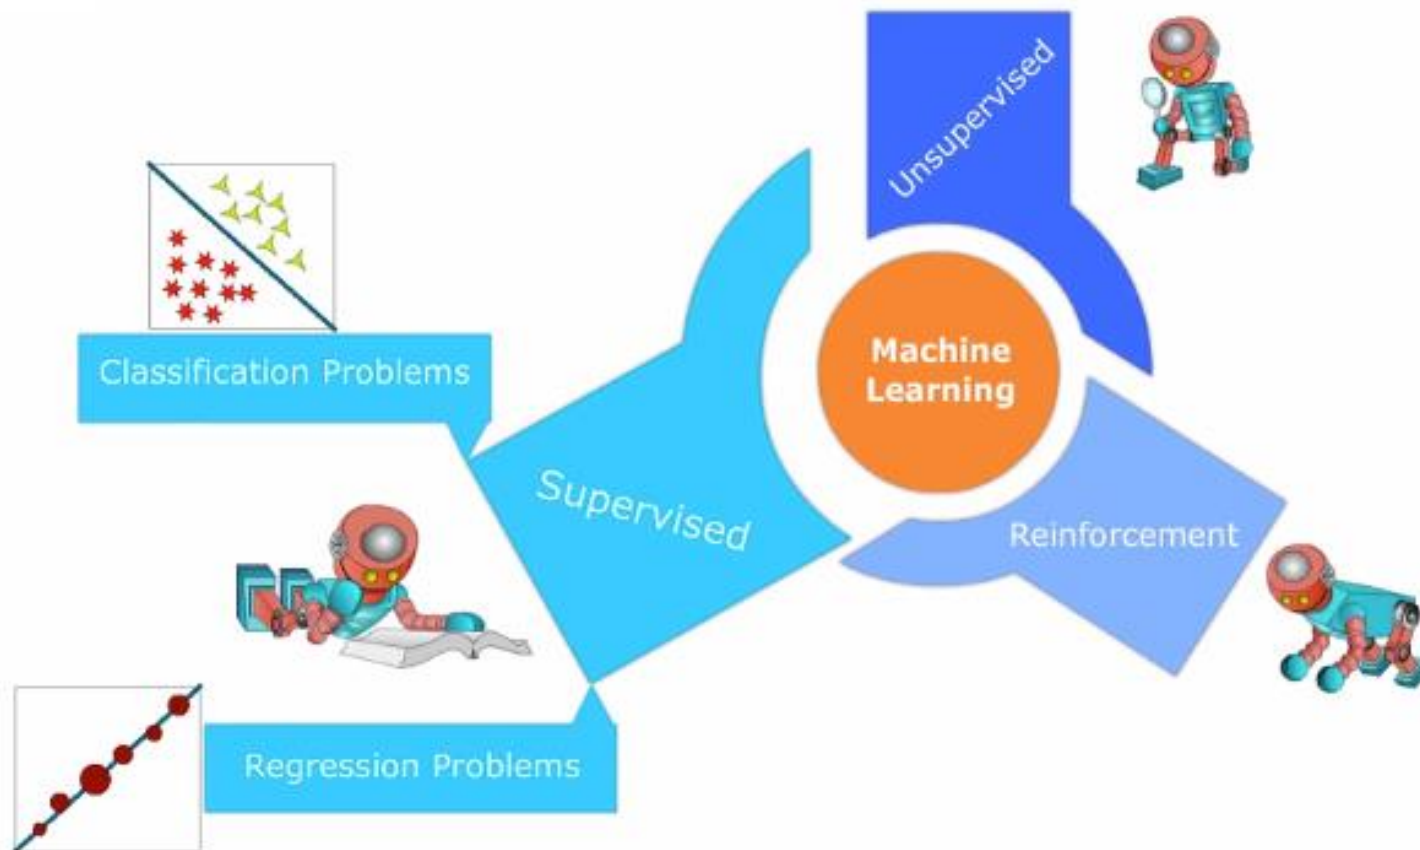 Unsupervised
Machine
Learning
Classification Problems
Supervised
Reinforcement
Regression Problems